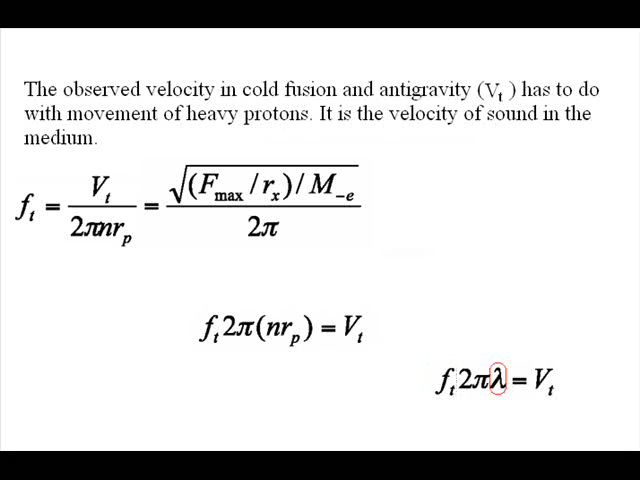 The observed velocity in cold fusion and antigravity (Vₜ ) has to do
with movement of heavy protons. It is the velocity of sound in the
medium.
fₜ = Vₜ / 2πnrₚ = √((F_max / rₓ) / M₋ₑ) / 2π
fₜ2π(nrₚ) = Vₜ
fₜ2πλ = Vₜ